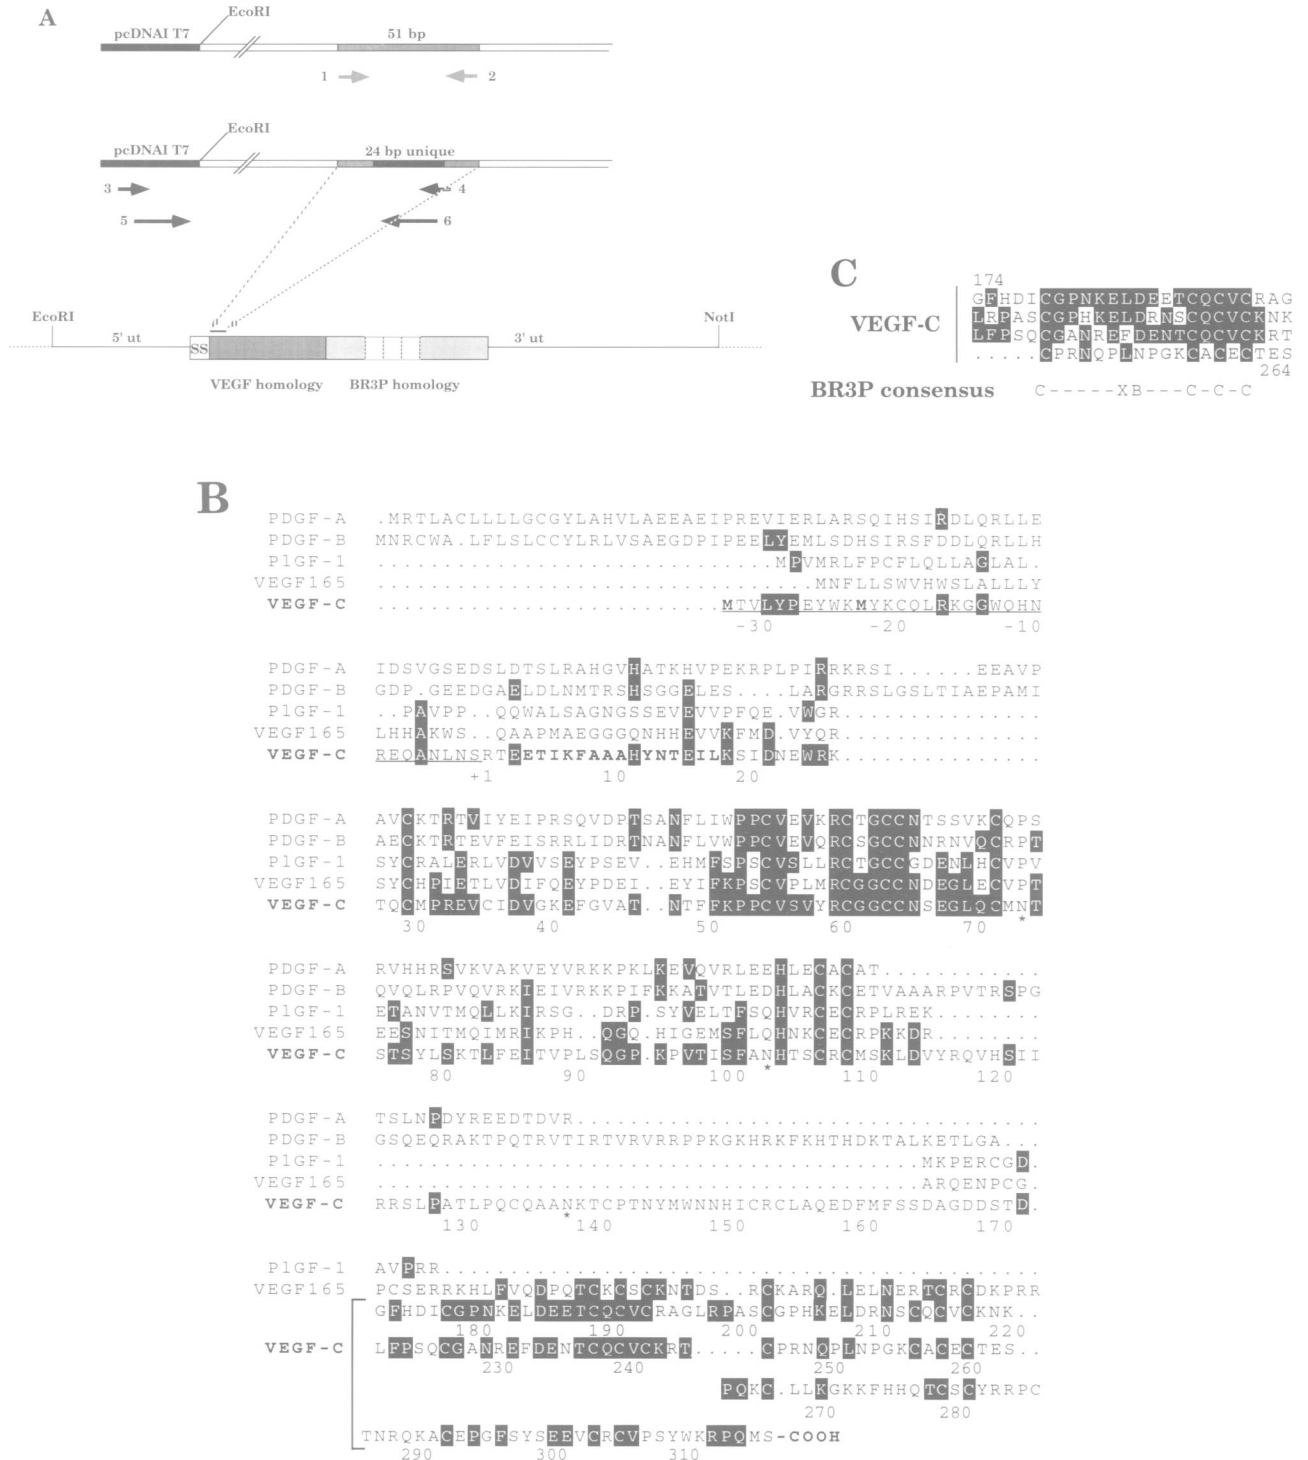 A
EcoRI
pcDNAI T7
51 bp
1
2
EcoRI
pcDNAI T7
24 bp unique
3
4
5
6
EcoRI
5' ut
SS
3' ut
NotI
VEGF homology
BR3P homology
C
174
GFHDICGPNKELDEETCQCVCRAG
VEGF-C
LRPASCGPHKELDRNSCQCVCKNK
LFPSQCGANREFDENTCQCVCKRT
.....CPRNQPLNPGKCACECTES
264
BR3P consensus C-----XB---C-C-C
B
PDGF-A .MRTLACLLLLGCGYLAHVLAEEAEIPREVIERLARSQIHSIRDLQRLLE
PDGF-B MNRCWA.LFLSLCCYLRLVSAEGDPIPEELYEMLSDHSIRSFDDLQRLLH
PlGF-1 ..............................MPVMRLFPCFLQLLAGLAL.
VEGF165 .................................MNFLLSWVHWSLALLLY
VEGF-C ..........................MTVLYPEYWKMYKCQLRKGGWQHN
-30 -20 -10
PDGF-A IDSVGSEDSLDTSLRAHGVHATKHVPEKRPLPIRRKRSI......EEAVP
PDGF-B GDP.GEEDGAELDLNMTRSHSGGELES....LARGRRSLGSLTIAEPAMI
PlGF-1 ..PAVPP..QQWALSAGNGSSEVEVVPFQE.VWGR...............
VEGF165 LHHAKWS..QAAPMAEGGGQNHHEVVKFMD.VYQR...............
VEGF-C REQANLNSRTEETIKFAAAHYNTEILKSIDNEWRK...............
+1 10 20
PDGF-A AVCKTRTVIYEIPRSQVDPTSANFLIWPPCVEVKRCTGCCNTSSVKCQPS
PDGF-B AECKTRTEVFEISRRLIDRTNANFLVWPPCVEVQRCSGCCNNRNVQCRPT
PlGF-1 SYCRALERLVDVVSEYPSEV..EHMFSPSCVSLLRCTGCCGDENLHCVPV
VEGF165 SYCHPIETLVDIFQEYPDEI..EYIFKPSCVPLMRCGGCCNDEGLECVPT
VEGF-C TQCMPREVCIDVGKEFGVAT..NTFFKPPCVSVYRCGGCCNSEGLQCMNT
30 40 50 60 70 *
PDGF-A RVHHRSVKVAKVEYVRKKPKLKEVQVRLEEHLECACAT............
PDGF-B QVQLRPVQVRKIEIVRKKPIFKKATVTLEDHLACKCETVAAARPVTRSPG
PlGF-1 ETANVTMQLLKIRSG..DRP.SYVELTFSQHVRCECRPLREK........
VEGF165 EESNITMQIMRIKPH..QGQ.HIGEMSFLQHNKCECRPKKDR........
VEGF-C STSYLSKTLFEITVPLSQGP.KPVTISFANHTSCRCMSKLDVYRQVHSII
80 90 100 * 110 120
PDGF-A TSLNPDYREEDTDVR...................................
PDGF-B GSQEQRAKTPQTRVTIRTVRVRRPPKGKHRKFKHTHDKTALKETLGA...
PlGF-1 .........................................MKPERCGD.
VEGF165 .........................................ARQENPCG.
VEGF-C RRSLPATLPQCQAANKTCPTNYMWNNHICRCLAQEDFMFSSDAGDDSTD.
130 * 140 150 160 170
PlGF-1 AVPRR.............................................
VEGF165 PCSERRKHLFVQDPQTCKCSCKNTDS..RCKARQ.LELNERTCRCDKPRR
GFHDICGPNKELDEETCQCVCRAGLRPASCGPHKELDRNSCQCVCKNK.
180 190 200 210 220
VEGF-C LFPSQCGANREFDENTCQCVCKRT.....CPRNQPLNPGKCACECTES..
230 240 250 260
PQKC.LLKGKKFHHQTCSCYRRPC
270 280
TNRQKACEPGFSYSEEVCRCVPSYWKRPQMS-COOH
290 300 310